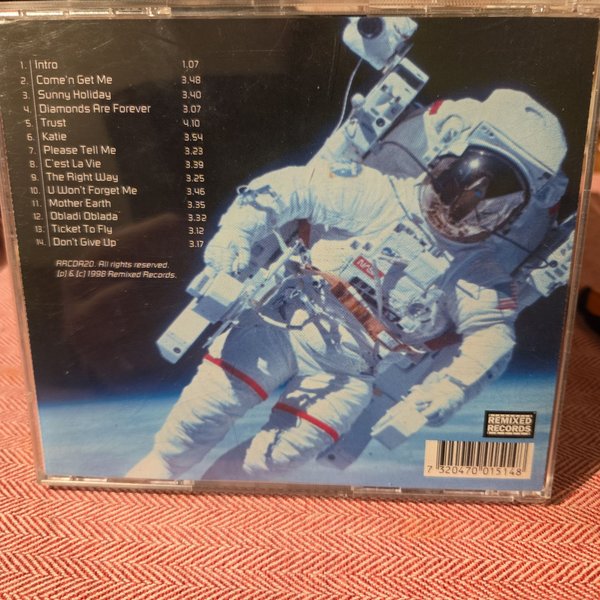 1. Intro 1.07
2. Come'n Get Me 3.48
3. Sunny Holiday 3.40
4. Diamonds Are Forever 3.07
5. Trust 4.10
6. Katie 3.54
7. Please Tell Me 3.23
8. C'est La Vie 3.39
9. The Right Way 3.25
10. U Won't Forget Me 3.46
11. Mother Earth 3.35
12. Obladi Oblada 3.32
13. Ticket To Fly 3.12
14. Don't Give Up 3.17
RRCDA20. All rights reserved.
(p) & (c) 1998 Remixed Records.
REMIXED
RECORDS
7 320470 015148